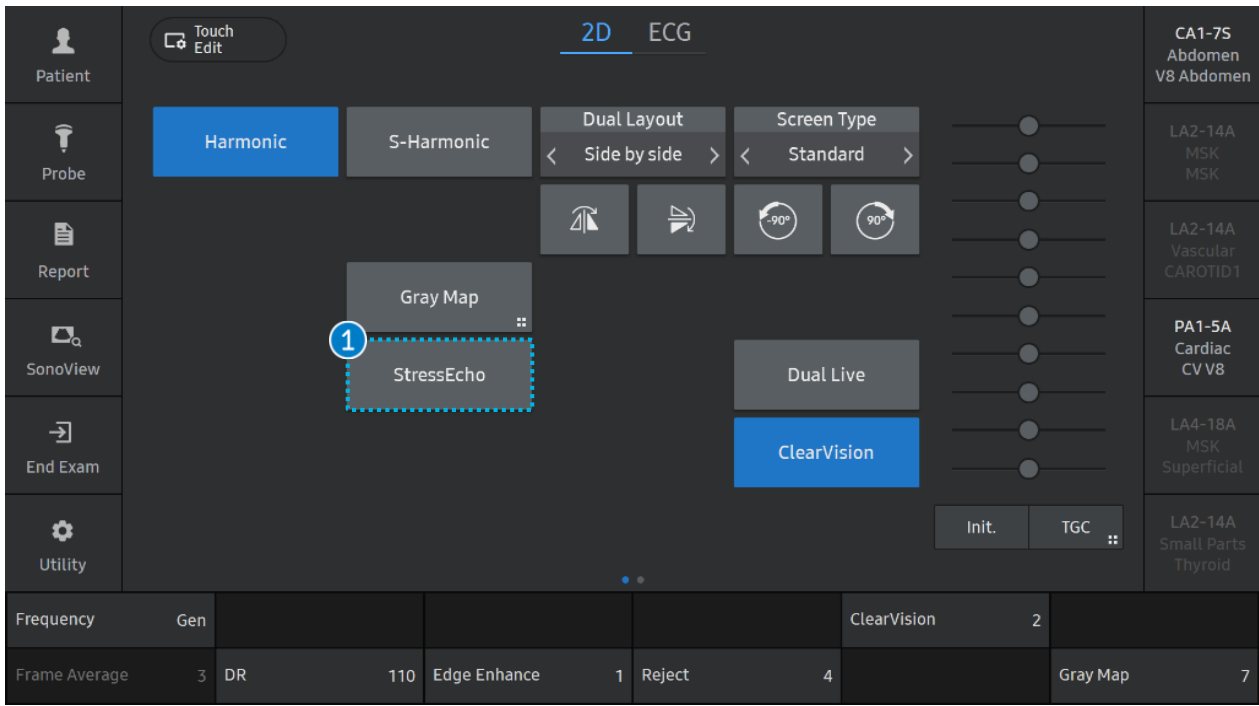 Patient
Probe
Report
SonoView
End Exam
Utility
Touch
Edit
2D ECG
Harmonic
S-Harmonic
Dual Layout
Side by side
Screen Type
Standard
-90°
90°
Gray Map
1
StressEcho
Dual Live
ClearVision
Init.
TGC
CA1-7S
Abdomen
V8 Abdomen
LA2-14A
MSK
MSK
LA2-14A
Vascular
CAROTID1
PA1-5A
Cardiac
CV V8
LA4-18A
MSK
Superficial
LA2-14A
Small Parts
Thyroid
Frequency Gen
ClearVision 2
Frame Average 3
DR 110
Edge Enhance 1
Reject 4
Gray Map 7